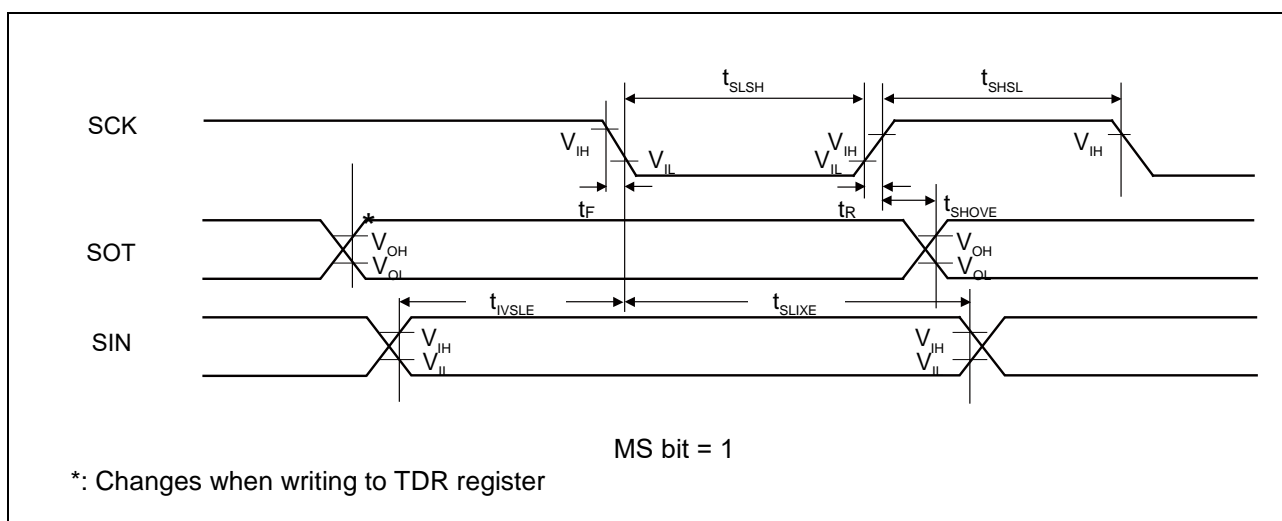 tSLSH tSHSL
SCK
VIH VIL VIH VIL VIH
tF tR tSHOVE
*
SOT
VOH VOL VOH VOL
tIVSLE tSLIXE
SIN
VIH VIL VIH VIL
MS bit = 1
*: Changes when writing to TDR register